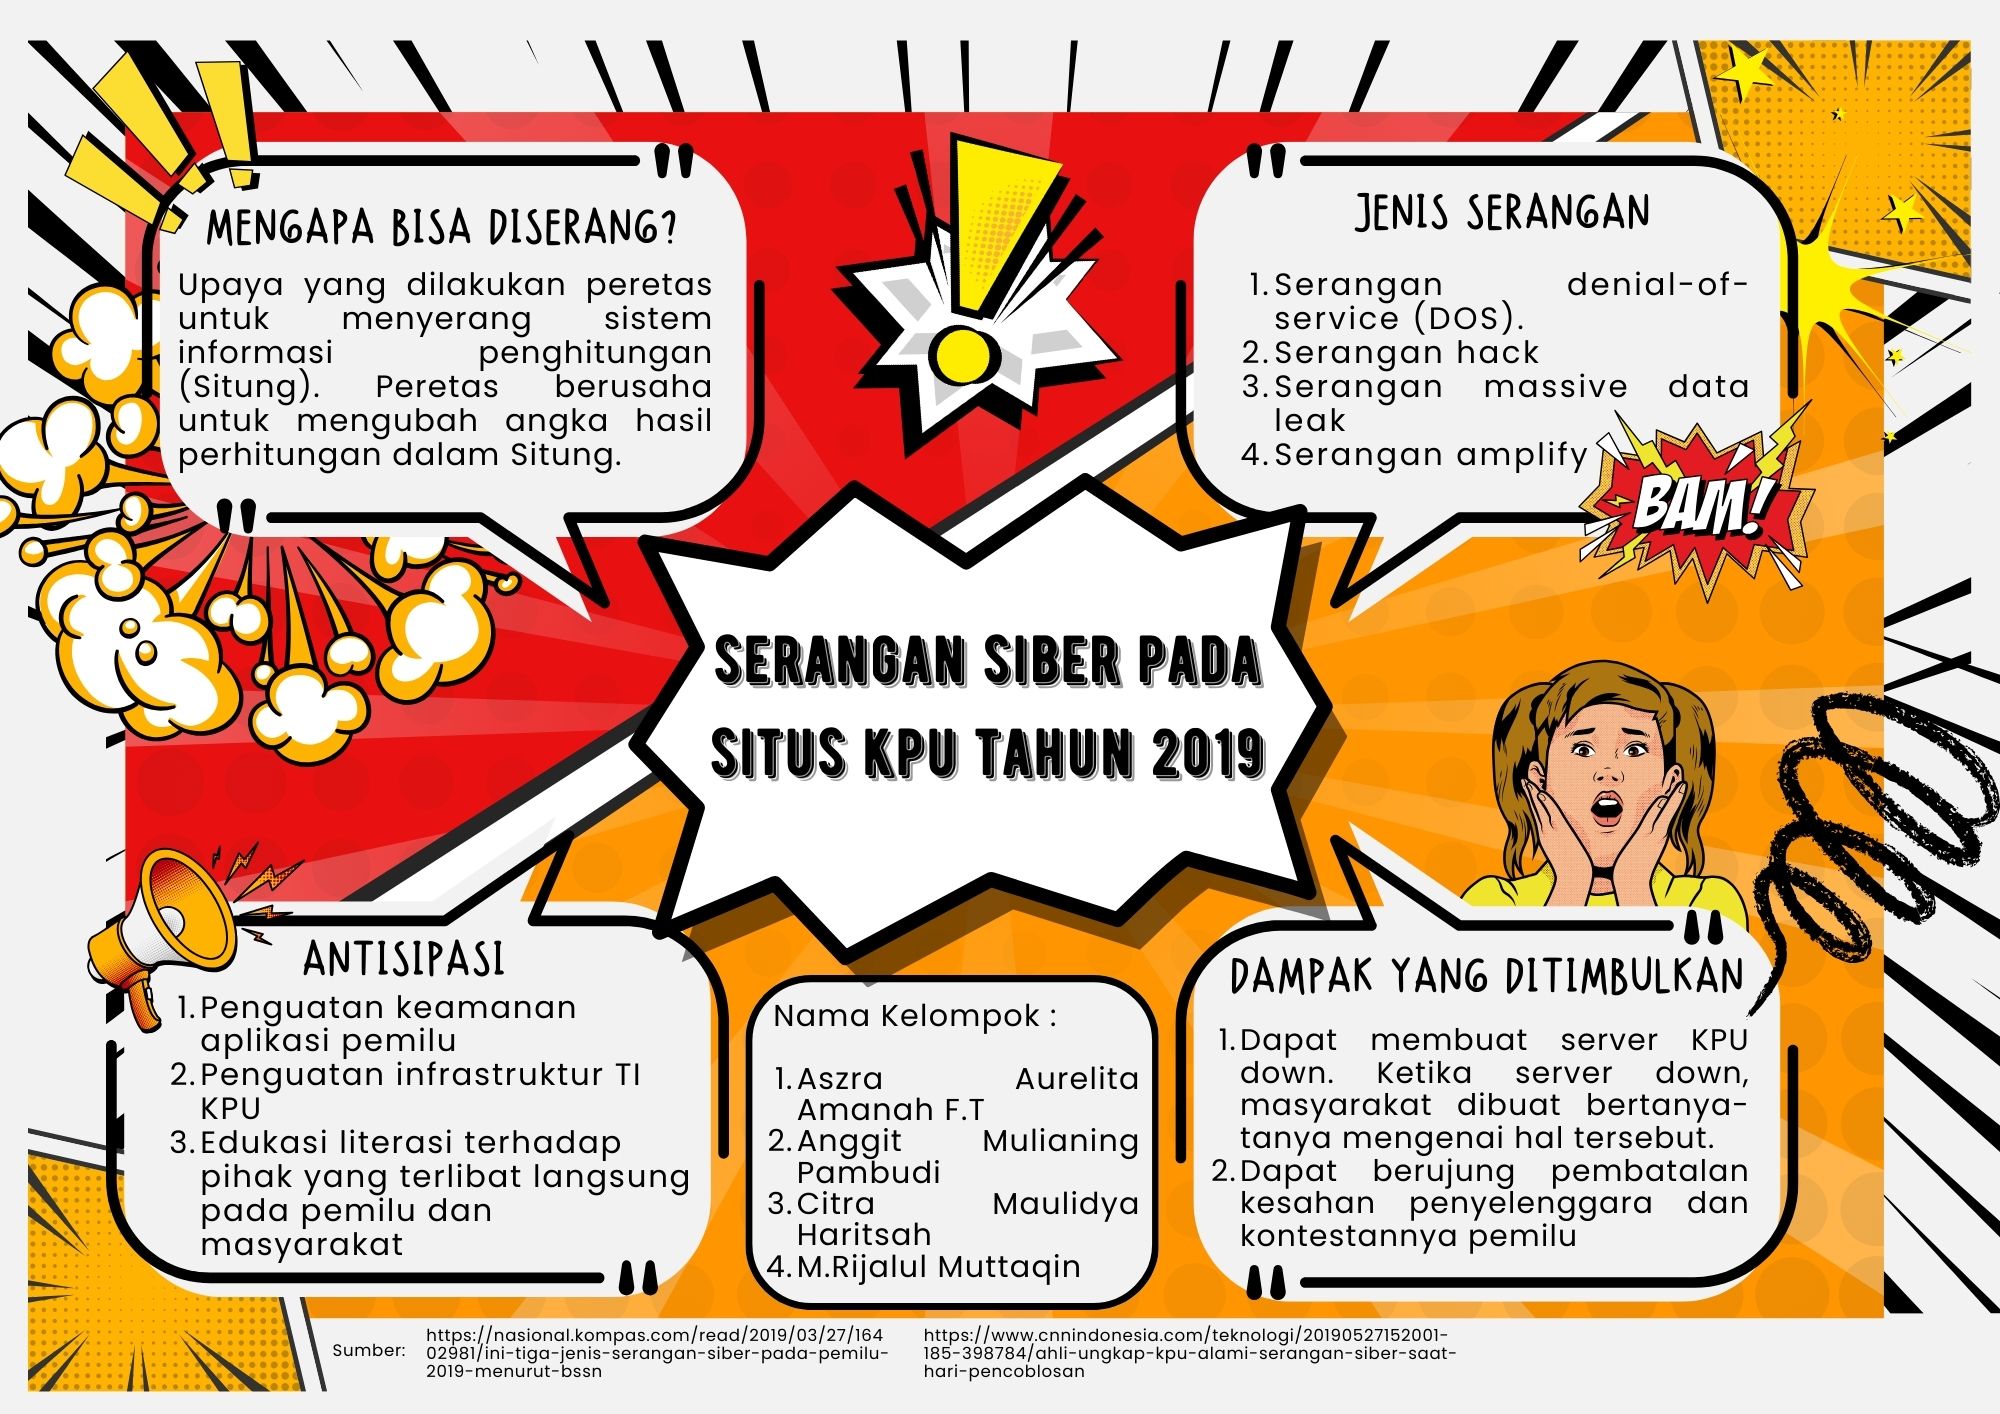 MENGAPA BISA DISERANG?
Upaya yang dilakukan peretas
untuk menyerang sistem
informasi penghitungan
(Situng). Peretas berusaha
untuk mengubah angka hasil
perhitungan dalam Situng.
JENIS SERANGAN
1. Serangan denial-of-
service (DOS).
2. Serangan hack
3. Serangan massive data
leak
4. Serangan amplify
BAM!
SERANGAN SIBER PADA
SITUS KPU TAHUN 2019
ANTISIPASI
1. Penguatan keamanan
aplikasi pemilu
2. Penguatan infrastruktur TI
KPU
3. Edukasi literasi terhadap
pihak yang terlibat langsung
pada pemilu dan
masyarakat
Nama Kelompok :
1. Aszra Aurelita
Amanah F.T
2. Anggit Mulianing
Pambudi
3. Citra Maulidya
Haritsah
4. M.Rijalul Muttaqin
DAMPAK YANG DITIMBULKAN
1. Dapat membuat server KPU
down. Ketika server down,
masyarakat dibuat bertanya-
tanya mengenai hal tersebut.
2. Dapat berujung pembatalan
kesahan penyelenggara dan
kontestannya pemilu
Sumber:
https://nasional.kompas.com/read/2019/03/27/164
02981/ini-tiga-jenis-serangan-siber-pada-pemilu-
2019-menurut-bssn
https://www.cnnindonesia.com/teknologi/20190527152001-
185-398784/ahli-ungkap-kpu-alami-serangan-siber-saat-
hari-pencoblosan